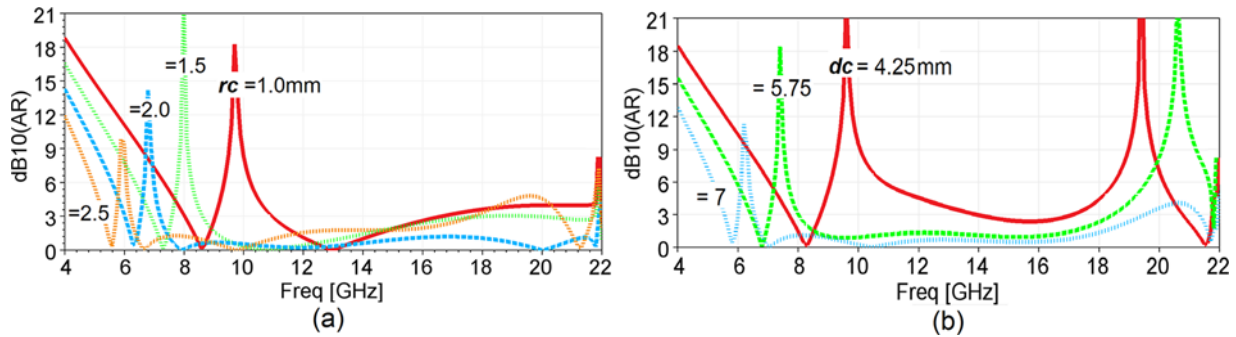 21
18
15
12
9
6
3
0
dB10(AR)
=1.5
rc = 1.0mm
=2.0
=2.5
4 6 8 10 12 14 16 18 20 22
Freq [GHz]
(a)
21
18
15
12
9
6
3
0
dB10(AR)
dc = 4.25mm
= 5.75
= 7
4 6 8 10 12 14 16 18 20 22
Freq [GHz]
(b)